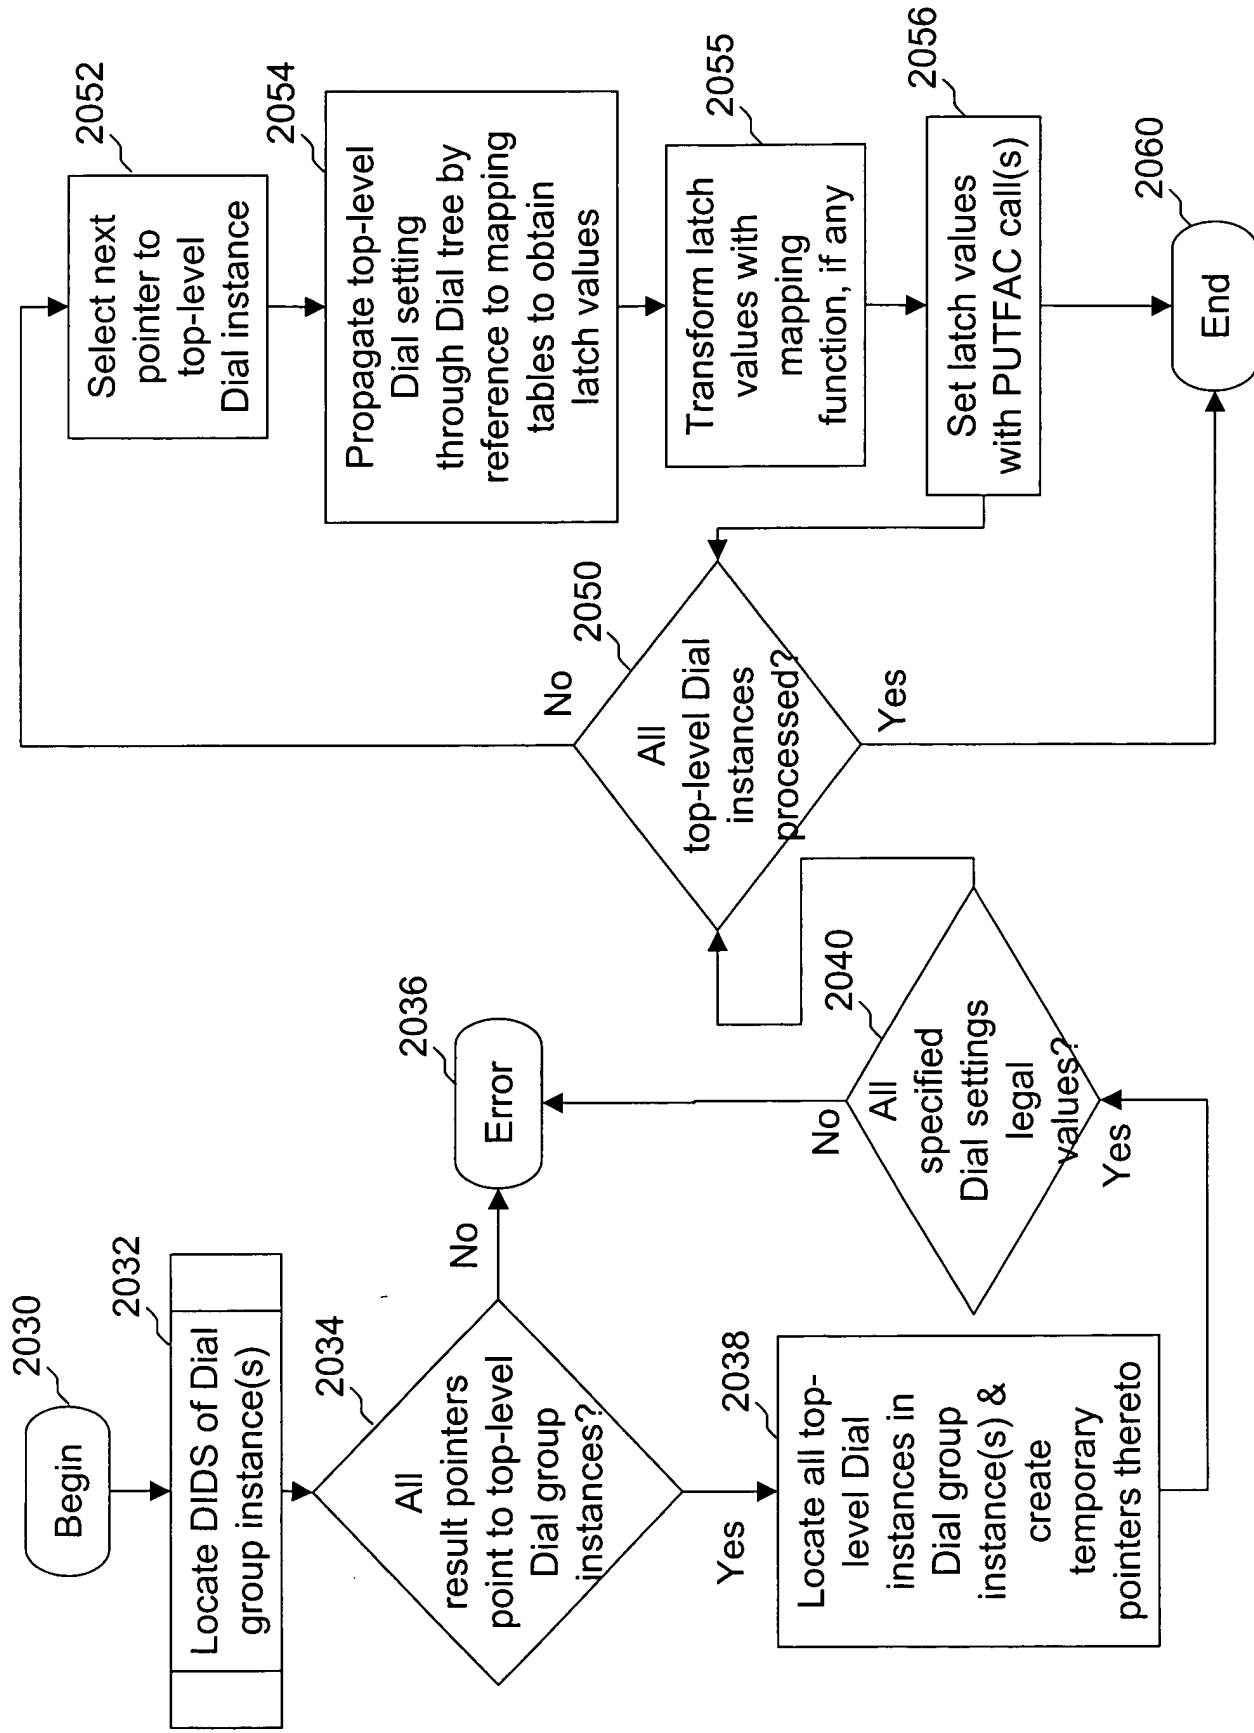 2030
Begin
2032
Locate DIDS of Dial
group instance(s)
2034
All
result pointers
point to top-level
Dial group
instances?
No
Yes
2036
Error
2038
Locate all top-
level Dial
instances in
Dial group
instance(s) &
create
temporary
pointers thereto
2040
No
All
specified
Dial settings
legal
values?
Yes
2050
No
All
top-level Dial
instances
processed?
Yes
2052
Select next
pointer to
top-level
Dial instance
2054
Propagate top-level
Dial setting
through Dial tree by
reference to mapping
tables to obtain
latch values
2055
Transform latch
values with
mapping
function, if any
2056
Set latch values
with PUTFAC call(s)
2060
End